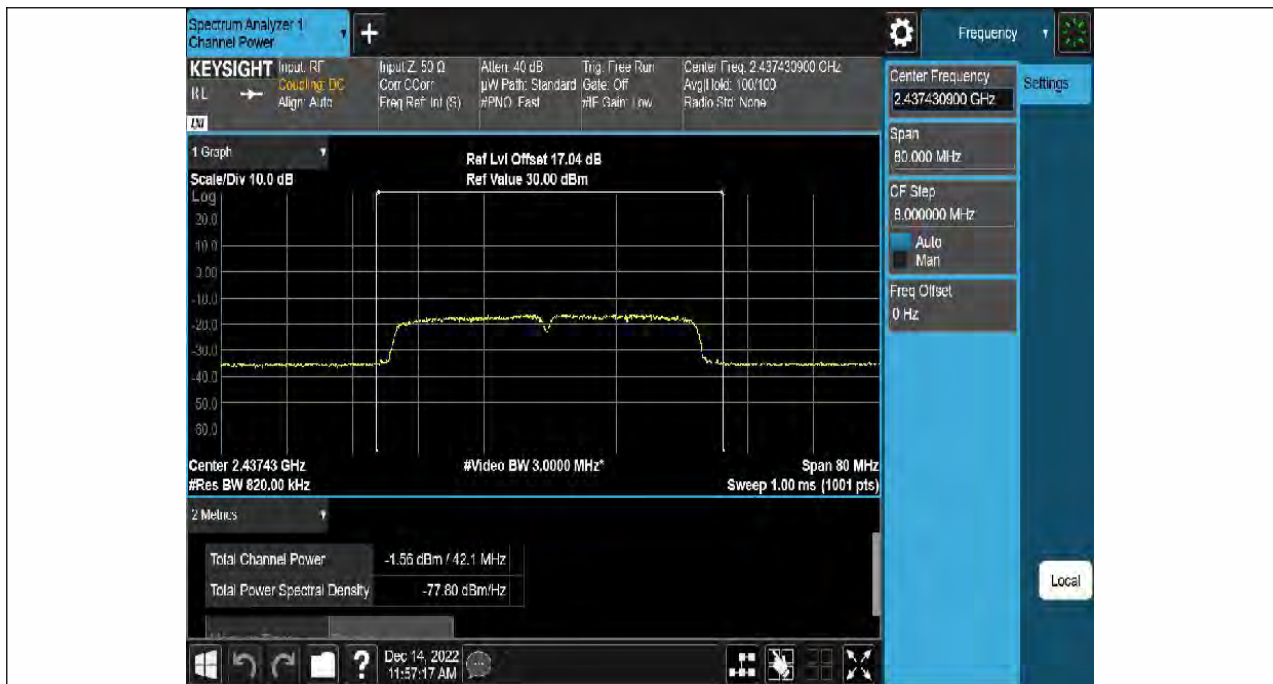 Spectrum Analyzer 1
Channel Power
+
Frequency
KEYSIGHT
Input: RF
Coupling: DC
Align: Auto
RL
LXI
Input Z: 50 Ω
Corr CCorr
Freq Ref: Int (S)
Atten: 40 dB
µW Path: Standard
#PNO: Fast
Trig: Free Run
Gate: Off
#IF Gain: Low
Center Freq: 2.437430900 GHz
Avg|Hold: 100/100
Radio Std: None
Center Frequency
2.437430900 GHz
Settings
Span
80.000 MHz
CF Step
8.000000 MHz
Auto
Man
Freq Offset
0 Hz
1 Graph
Scale/Div 10.0 dB
Ref Lvl Offset 17.04 dB
Ref Value 30.00 dBm
Log
20.0
10.0
0.00
-10.0
-20.0
-30.0
-40.0
-50.0
-60.0
Center 2.43743 GHz
#Res BW 820.00 kHz
#Video BW 3.0000 MHz*
Span 80 MHz
Sweep 1.00 ms (1001 pts)
2 Metrics
Total Channel Power
-1.56 dBm / 42.1 MHz
Total Power Spectral Density
-77.80 dBm/Hz
Local
?
Dec 14, 2022
11:57:17 AM